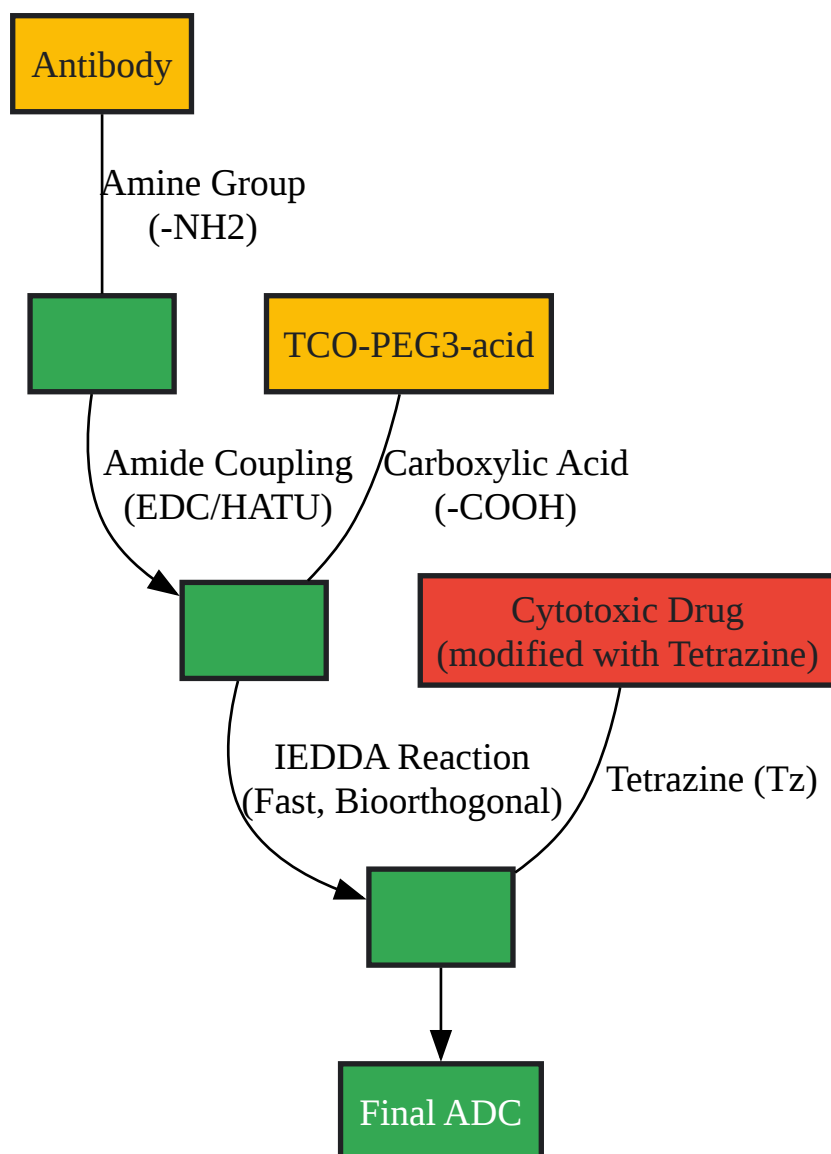 Antibody
Amine Group
(-NH2)
TCO-PEG3-acid
Amide Coupling
(EDC/HATU)
Carboxylic Acid
(-COOH)
Cytotoxic Drug
(modified with Tetrazine)
IEDDA Reaction
(Fast, Bioorthogonal)
Tetrazine (Tz)
Final ADC